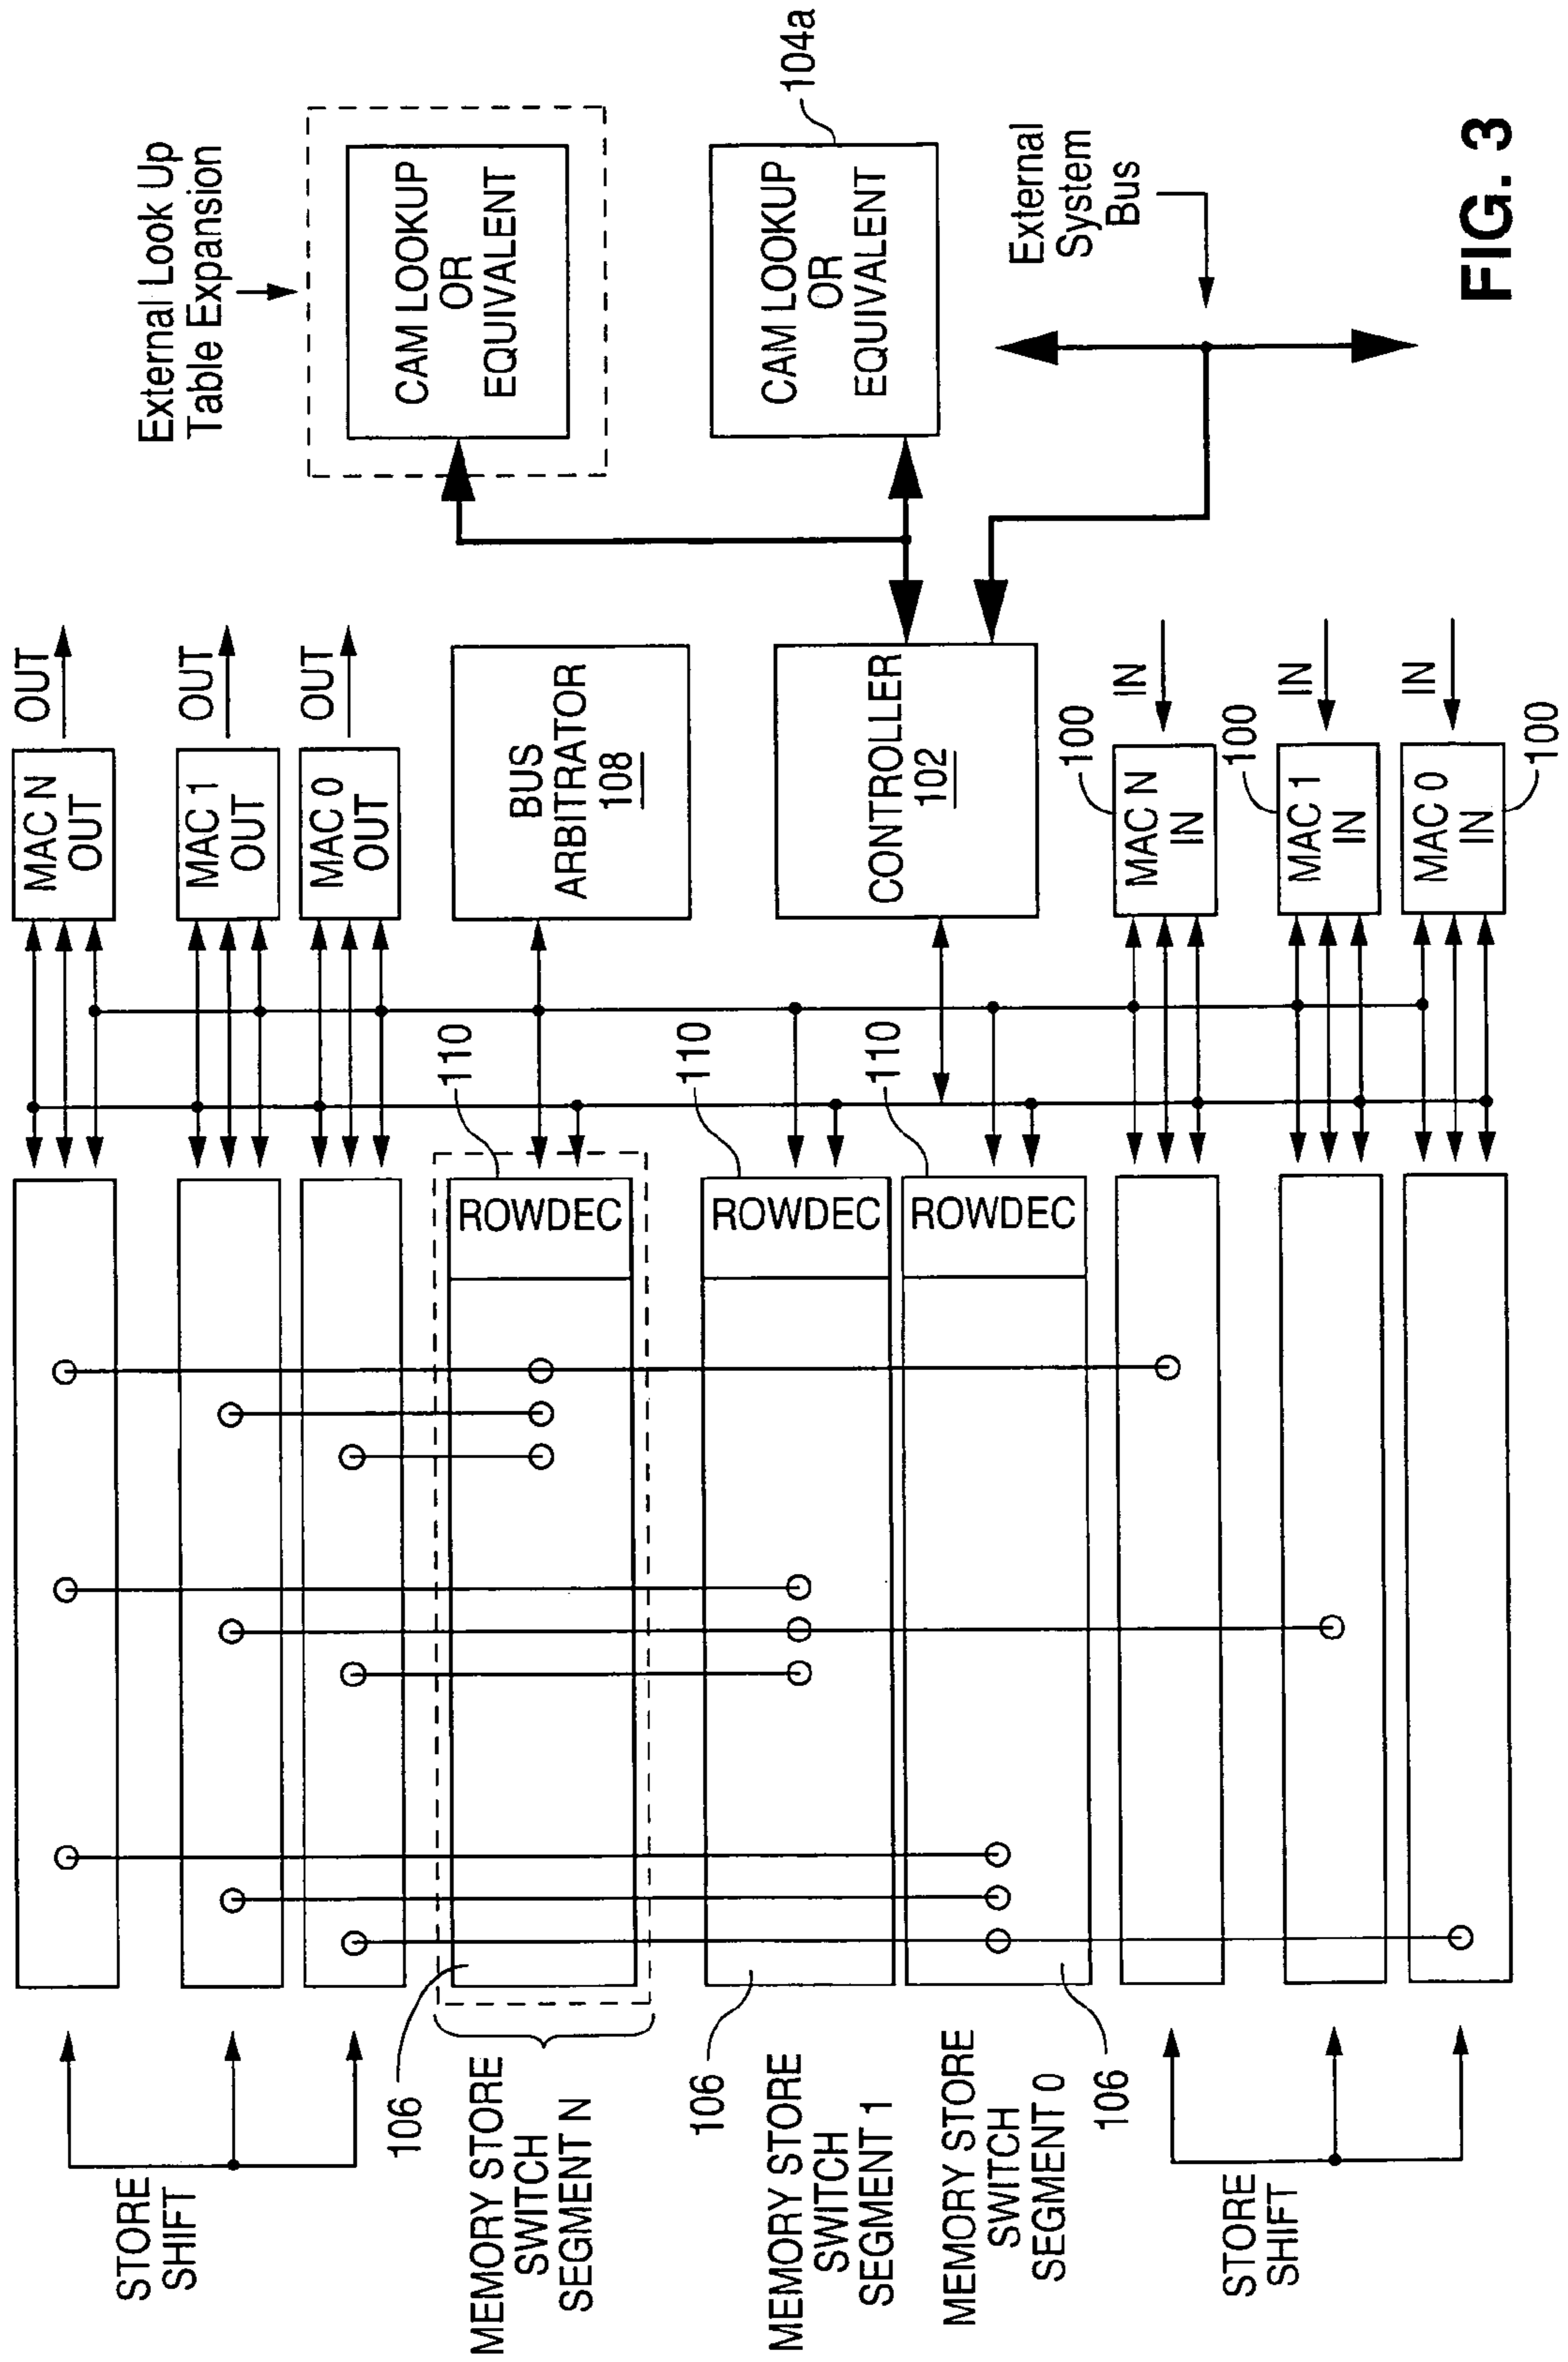 STORE
SHIFT
MEMORY STORE
SWITCH
SEGMENT N
106
MEMORY STORE
SWITCH
SEGMENT 1
106
MEMORY STORE
SWITCH
SEGMENT 0
106
STORE
SHIFT
ROWDEC
110
ROWDEC
110
ROWDEC
110
MAC N
OUT
OUT
MAC 1
OUT
OUT
MAC 0
OUT
OUT
BUS
ARBITRATOR
108
CONTROLLER
102
MAC N
IN
100
IN
MAC 1
IN
100
IN
MAC 0
IN
100
IN
External Look Up
Table Expansion
CAM LOOKUP
OR
EQUIVALENT
CAM LOOKUP
OR
EQUIVALENT
104a
External
System
Bus
FIG. 3